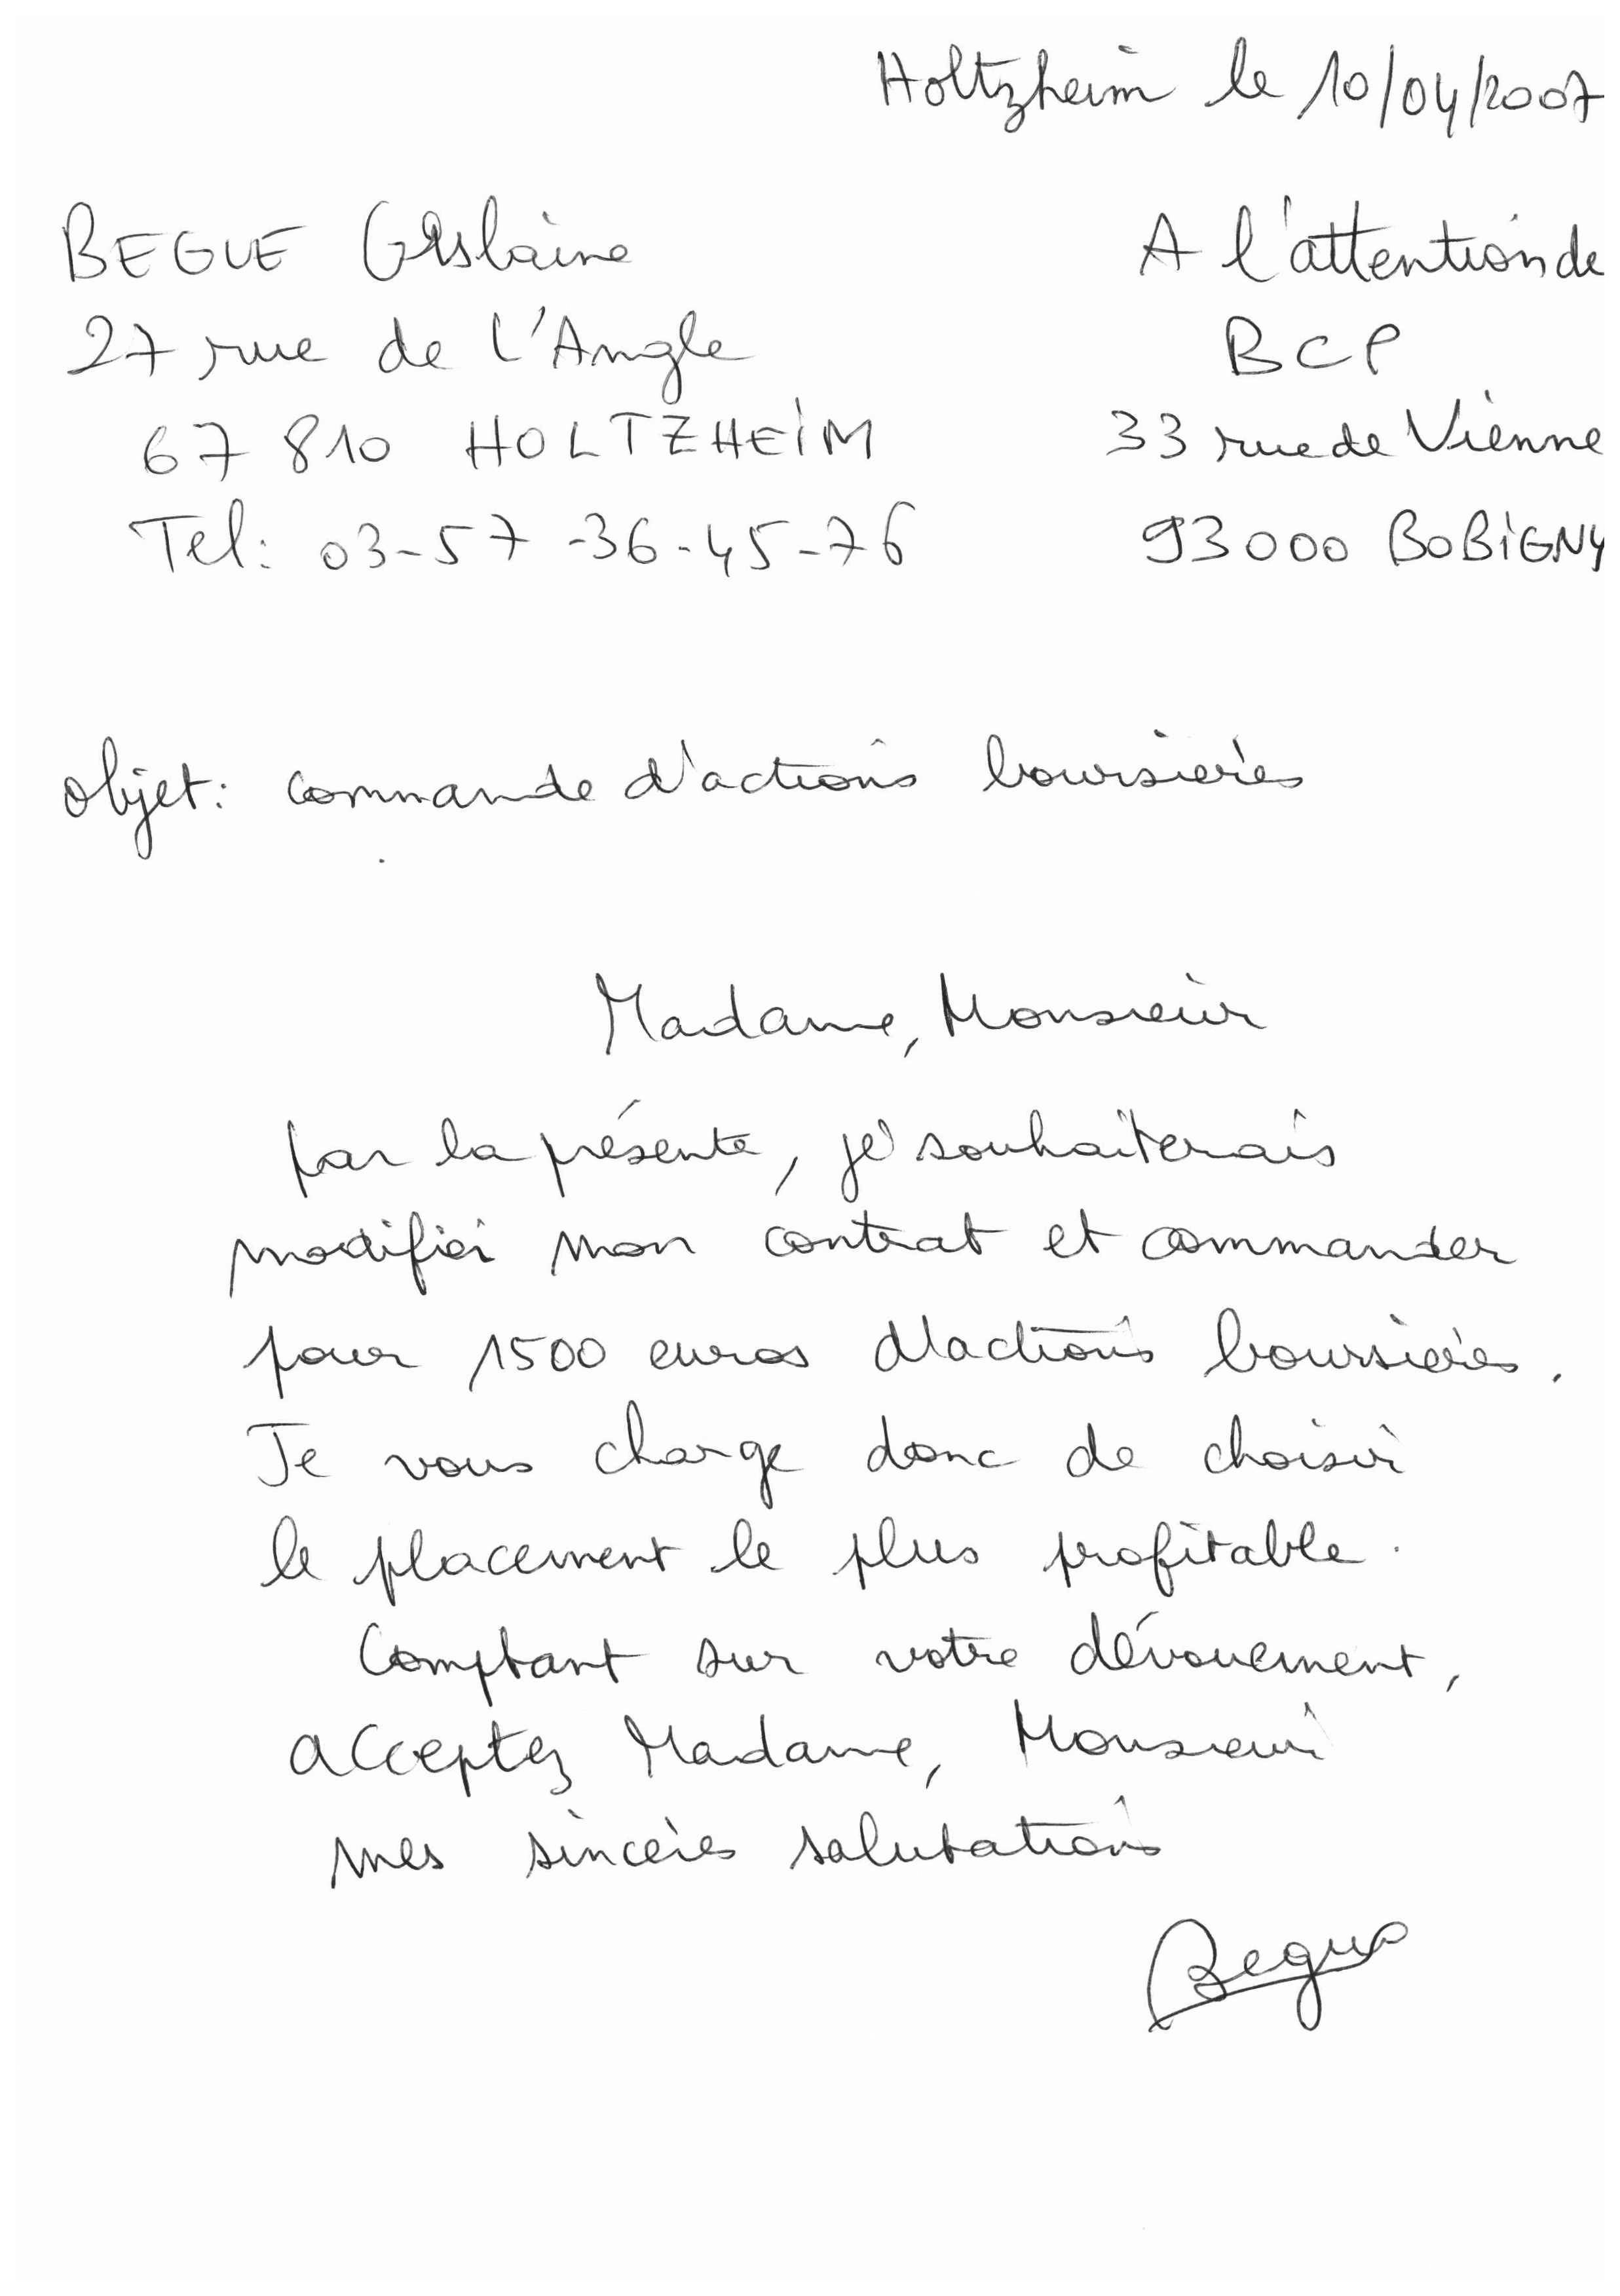 Holtzheim le 10/04/2007
BEGUE Ghislaine
27 rue de l'Angle
67 810 HOLTZHEIM
Tel: 03-57-36-45-76
A l'attention de
BCP
33 rue de Vienne
93000 BOBIGNY
objet: commande d'actions boursières
Madame, Monsieur
par la présente, je souhaiterais
modifier mon contrat et commander
pour 1500 euros d'actions boursières.
Je vous charge donc de choisir
le placement le plus profitable.
Comptant sur votre dévouement,
acceptez Madame, Monsieur
mes sincères salutations
Begue